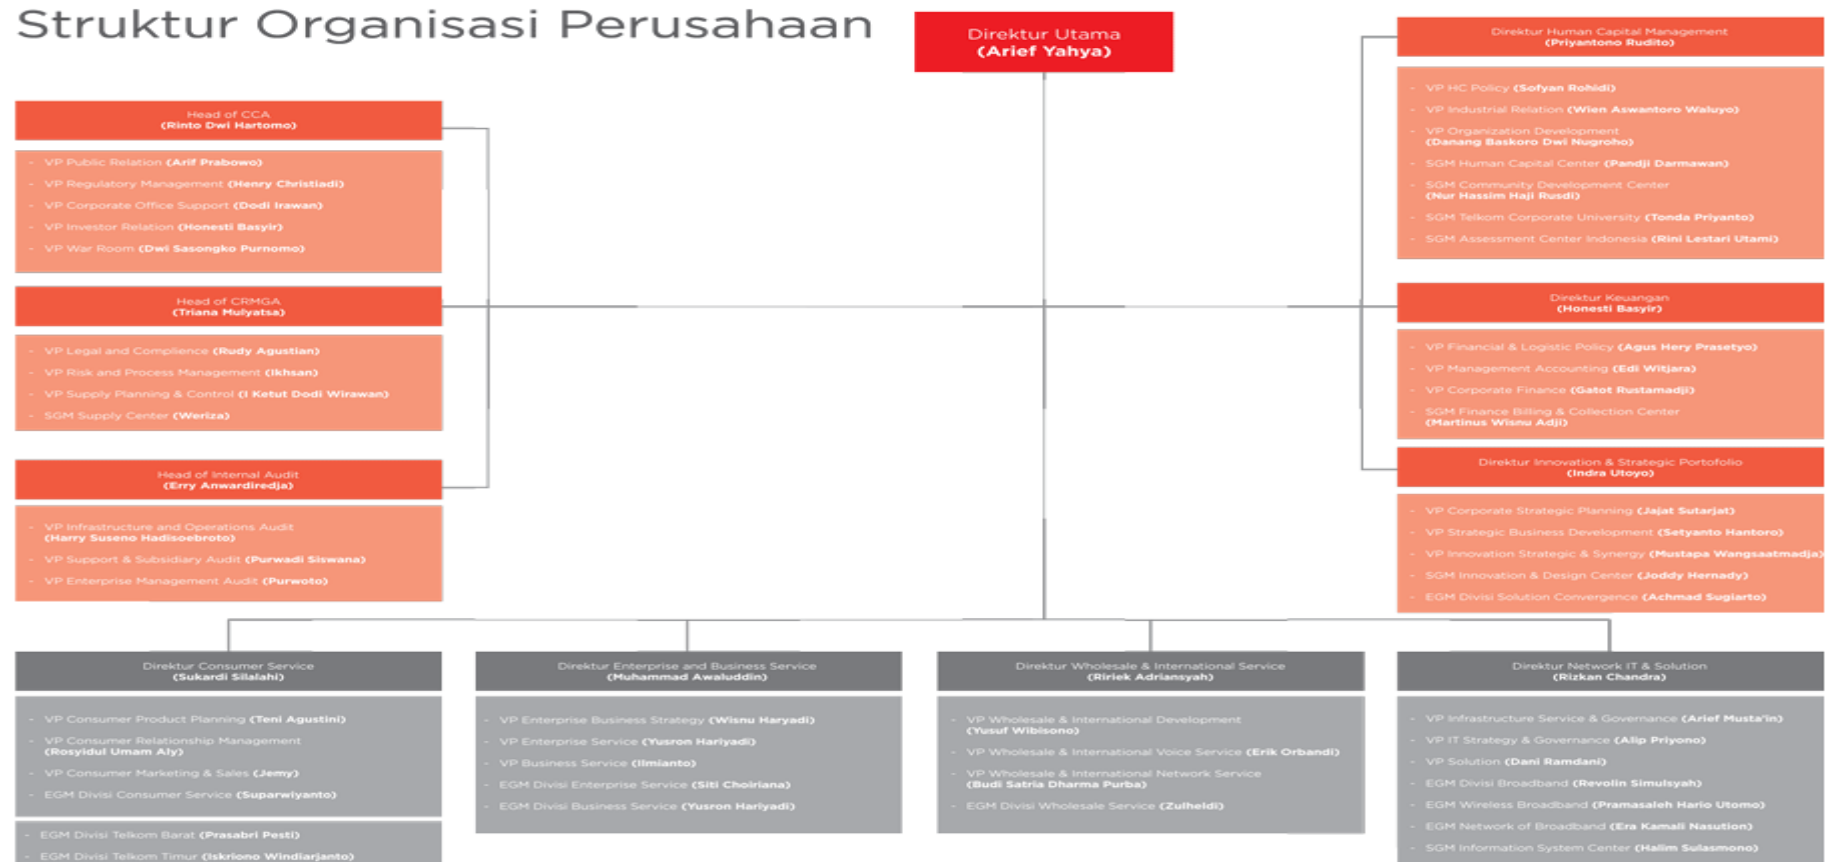 Struktur Organisasi Perusahaan
Direktur Utama
(Arief Yahya)
Head of CCA
(Rinto Dwi Hartomo)
- VP Public Relation (Arif Prabowo)
- VP Regulatory Management (Henry Christiadi)
- VP Corporate Office Support (Dodi Irawan)
- VP Investor Relation (Honesti Basyir)
- VP War Room (Dwi Sasongko Purnomo)
Head of CRMGA
(Triana Mulyatsa)
- VP Legal and Complience (Rudy Agustian)
- VP Risk and Process Management (Ikhsan)
- VP Supply Planning & Control (I Ketut Dodi Wirawan)
- SGM Supply Center (Weriza)
Head of Internal Audit
(Erry Anwardiredja)
- VP Infrastructure and Operations Audit
(Harry Suseno Hadisoebroto)
- VP Support & Subsidiary Audit (Purwadi Siswana)
- VP Enterprise Management Audit (Purwoto)
Direktur Human Capital Management
(Priyantono Rudito)
- VP HC Policy (Sofyan Rohidi)
- VP Industrial Relation (Wien Aswantoro Waluyo)
- VP Organization Development
(Danang Baskoro Dwi Nugroho)
- SGM Human Capital Center (Pandji Darmawan)
- SGM Community Development Center
(Nur Hassim Haji Rusdi)
- SGM Telkom Corporate University (Tonda Priyanto)
- SGM Assessment Center Indonesia (Rini Lestari Utami)
Direktur Keuangan
(Honesti Basyir)
- VP Financial & Logistic Policy (Agus Hery Prasetyo)
- VP Management Accounting (Edi Witjara)
- VP Corporate Finance (Gatot Rustamadji)
- SGM Finance Billing & Collection Center
(Martinus Wisnu Adji)
Direktur Innovation & Strategic Portofolio
(Indra Utoyo)
- VP Corporate Strategic Planning (Jajat Sutarjat)
- VP Strategic Business Development (Setyanto Hantoro)
- VP Innovation Strategic & Synergy (Mustapa Wangsaatmadja)
- SGM Innovation & Design Center (Joddy Hernady)
- EGM Divisi Solution Convergence (Achmad Sugiarto)
Direktur Consumer Service
(Sukardi Silalahi)
- VP Consumer Product Planning (Teni Agustini)
- VP Consumer Relationship Management
(Rosyidul Umam Aly)
- VP Consumer Marketing & Sales (Jemy)
- EGM Divisi Consumer Service (Suparwiyanto)
- EGM Divisi Telkom Barat (Prasabri Pesti)
- EGM Divisi Telkom Timur (Iskriono Windiarjanto)
Direktur Enterprise and Business Service
(Muhammad Awaluddin)
- VP Enterprise Business Strategy (Wisnu Haryadi)
- VP Enterprise Service (Yusron Hariyadi)
- VP Business Service (Ilmianto)
- EGM Divisi Enterprise Service (Siti Choiriana)
- EGM Divisi Business Service (Yusron Hariyadi)
Direktur Wholesale & International Service
(Ririek Adriansyah)
- VP Wholesale & International Development
(Yusuf Wibisono)
- VP Wholesale & International Voice Service (Erik Orbandi)
- VP Wholesale & International Network Service
(Budi Satria Dharma Purba)
- EGM Divisi Wholesale Service (Zulheldi)
Direktur Network IT & Solution
(Rizkan Chandra)
- VP Infrastructure Service & Governance (Arief Musta'in)
- VP IT Strategy & Governance (Alip Priyono)
- VP Solution (Dani Ramdani)
- EGM Divisi Broadband (Revolin Simulsyah)
- EGM Wireless Broadband (Pramasaleh Hario Utomo)
- EGM Network of Broadband (Era Kamali Nasution)
- SGM Information System Center (Halim Sulasmono)